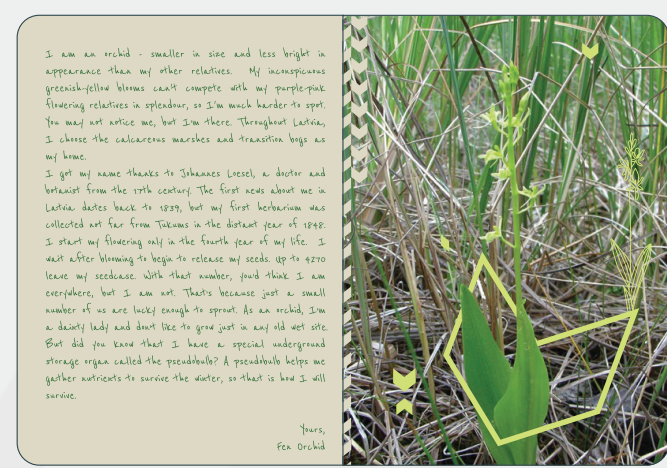 I am an orchid - smaller in size and less bright in
appearance than my other relatives. My inconspicuous
greenish-yellow blooms can't compete with my purple-pink
flowering relatives in splendour, so I'm much harder to spot.
You may not notice me, but I'm there. Throughout Latvia,
I choose the calcareous marshes and transition bogs as
my home.
I got my name thanks to Johannes Loesel, a doctor and
botanist from the 17th century. The first news about me in
Latvia dates back to 1839, but my first herbarium was
collected not far from Tukums in the distant year of 1898.
I start my flowering only in the fourth year of my life. I
wait after blooming to begin to release my seeds. Up to 4270
leave my seedcase. With that number, you'd think I am
everywhere, but I am not. That's because just a small
number of us are lucky enough to sprout. As an orchid, I'm
a dainty lady and don't like to grow just in any old wet site.
But did you know that I have a special underground
storage organ called the pseudobulb? A pseudobulb helps me
gather nutrients to survive the winter, so that is how I will
survive.
Yours,
Fen Orchid